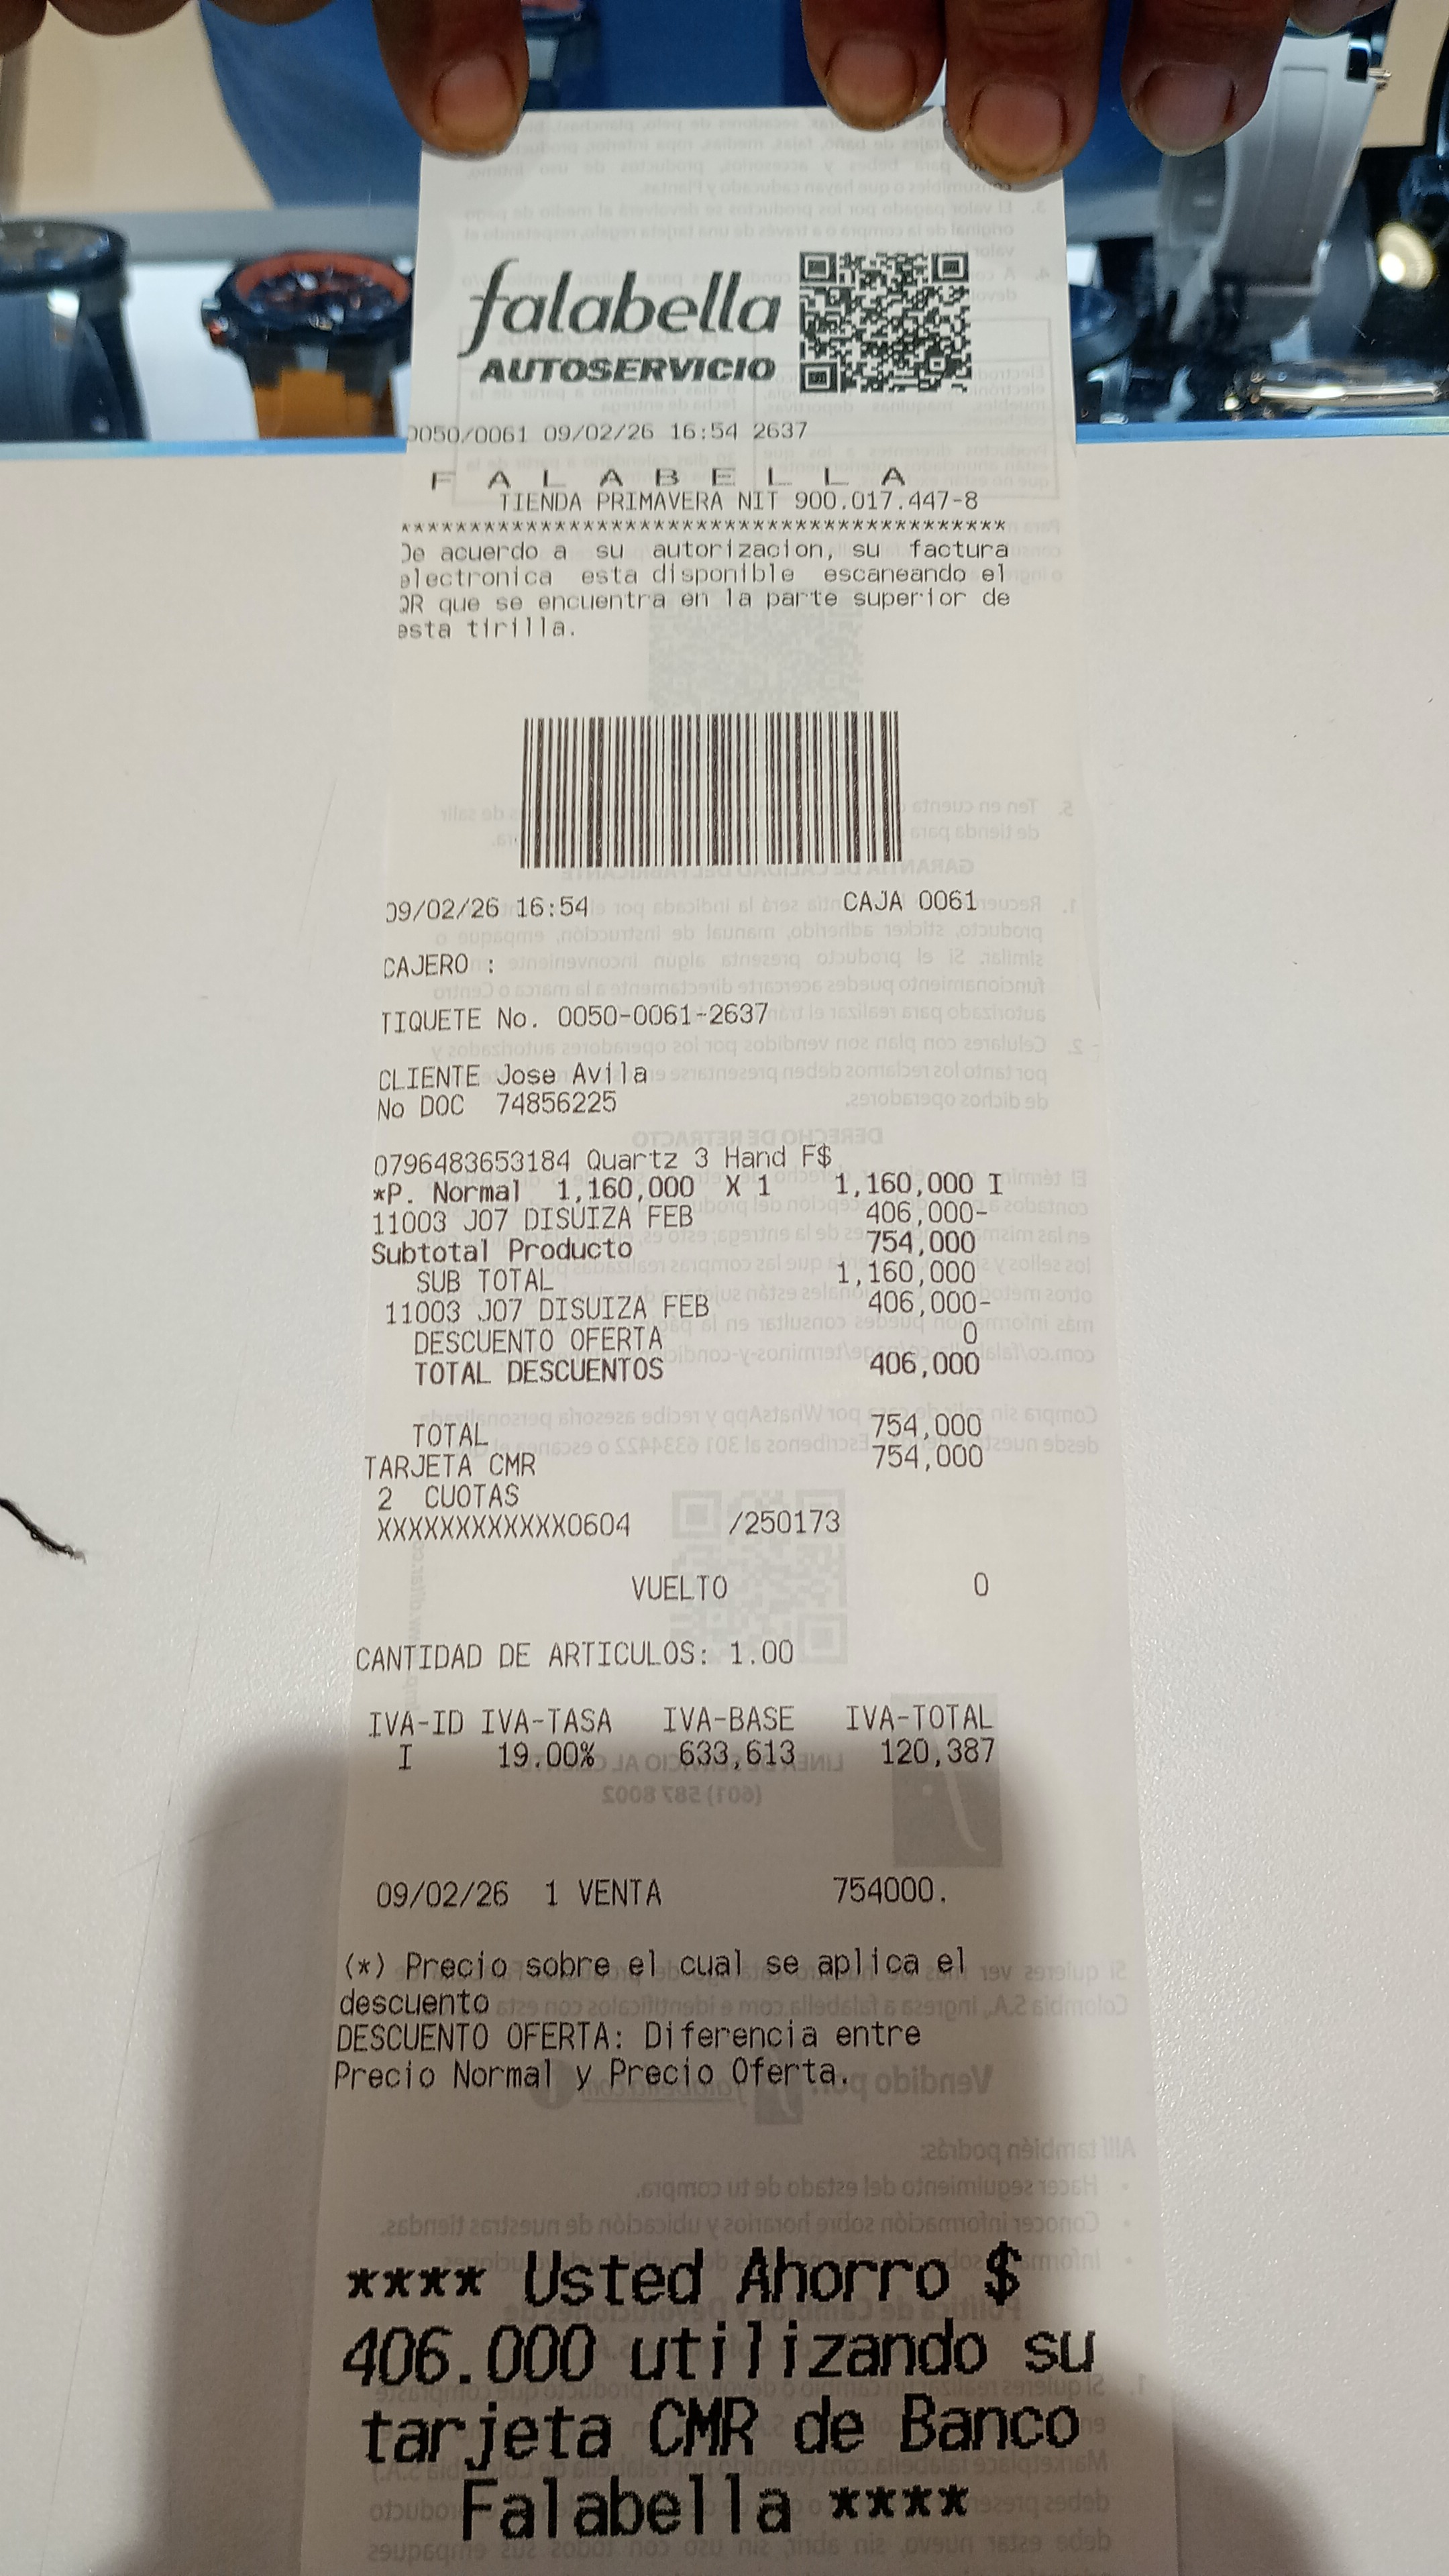 falabella
AUTOSERVICIO
0050/0061 09/02/26 16:54 2637
F A L A B E L L A
TIENDA PRIMAVERA NIT 900.017.447-8
******************************************
De acuerdo a su autorizacion, su factura
electronica esta disponible escaneando el
QR que se encuentra en la parte superior de
esta tirilla.
09/02/26 16:54 CAJA 0061
CAJERO :
TIQUETE No. 0050-0061-2637
CLIENTE Jose Avila
No DOC 74856225
0796483653184 Quartz 3 Hand F$
*P. Normal 1,160,000 X 1 1,160,000 I
11003 J07 DISUIZA FEB 406,000-
Subtotal Producto 754,000
SUB TOTAL 1,160,000
11003 J07 DISUIZA FEB 406,000-
DESCUENTO OFERTA 0
TOTAL DESCUENTOS 406,000
TOTAL 754,000
TARJETA CMR 754,000
2 CUOTAS
XXXXXXXXXXXX0604 /250173
VUELTO 0
CANTIDAD DE ARTICULOS: 1.00
IVA-ID IVA-TASA IVA-BASE IVA-TOTAL
I 19.00% 633,613 120,387
09/02/26 1 VENTA 754000.
(*) Precio sobre el cual se aplica el
descuento
DESCUENTO OFERTA: Diferencia entre
Precio Normal y Precio Oferta.
**** Usted Ahorro $
406.000 utilizando su
tarjeta CMR de Banco
Falabella ****